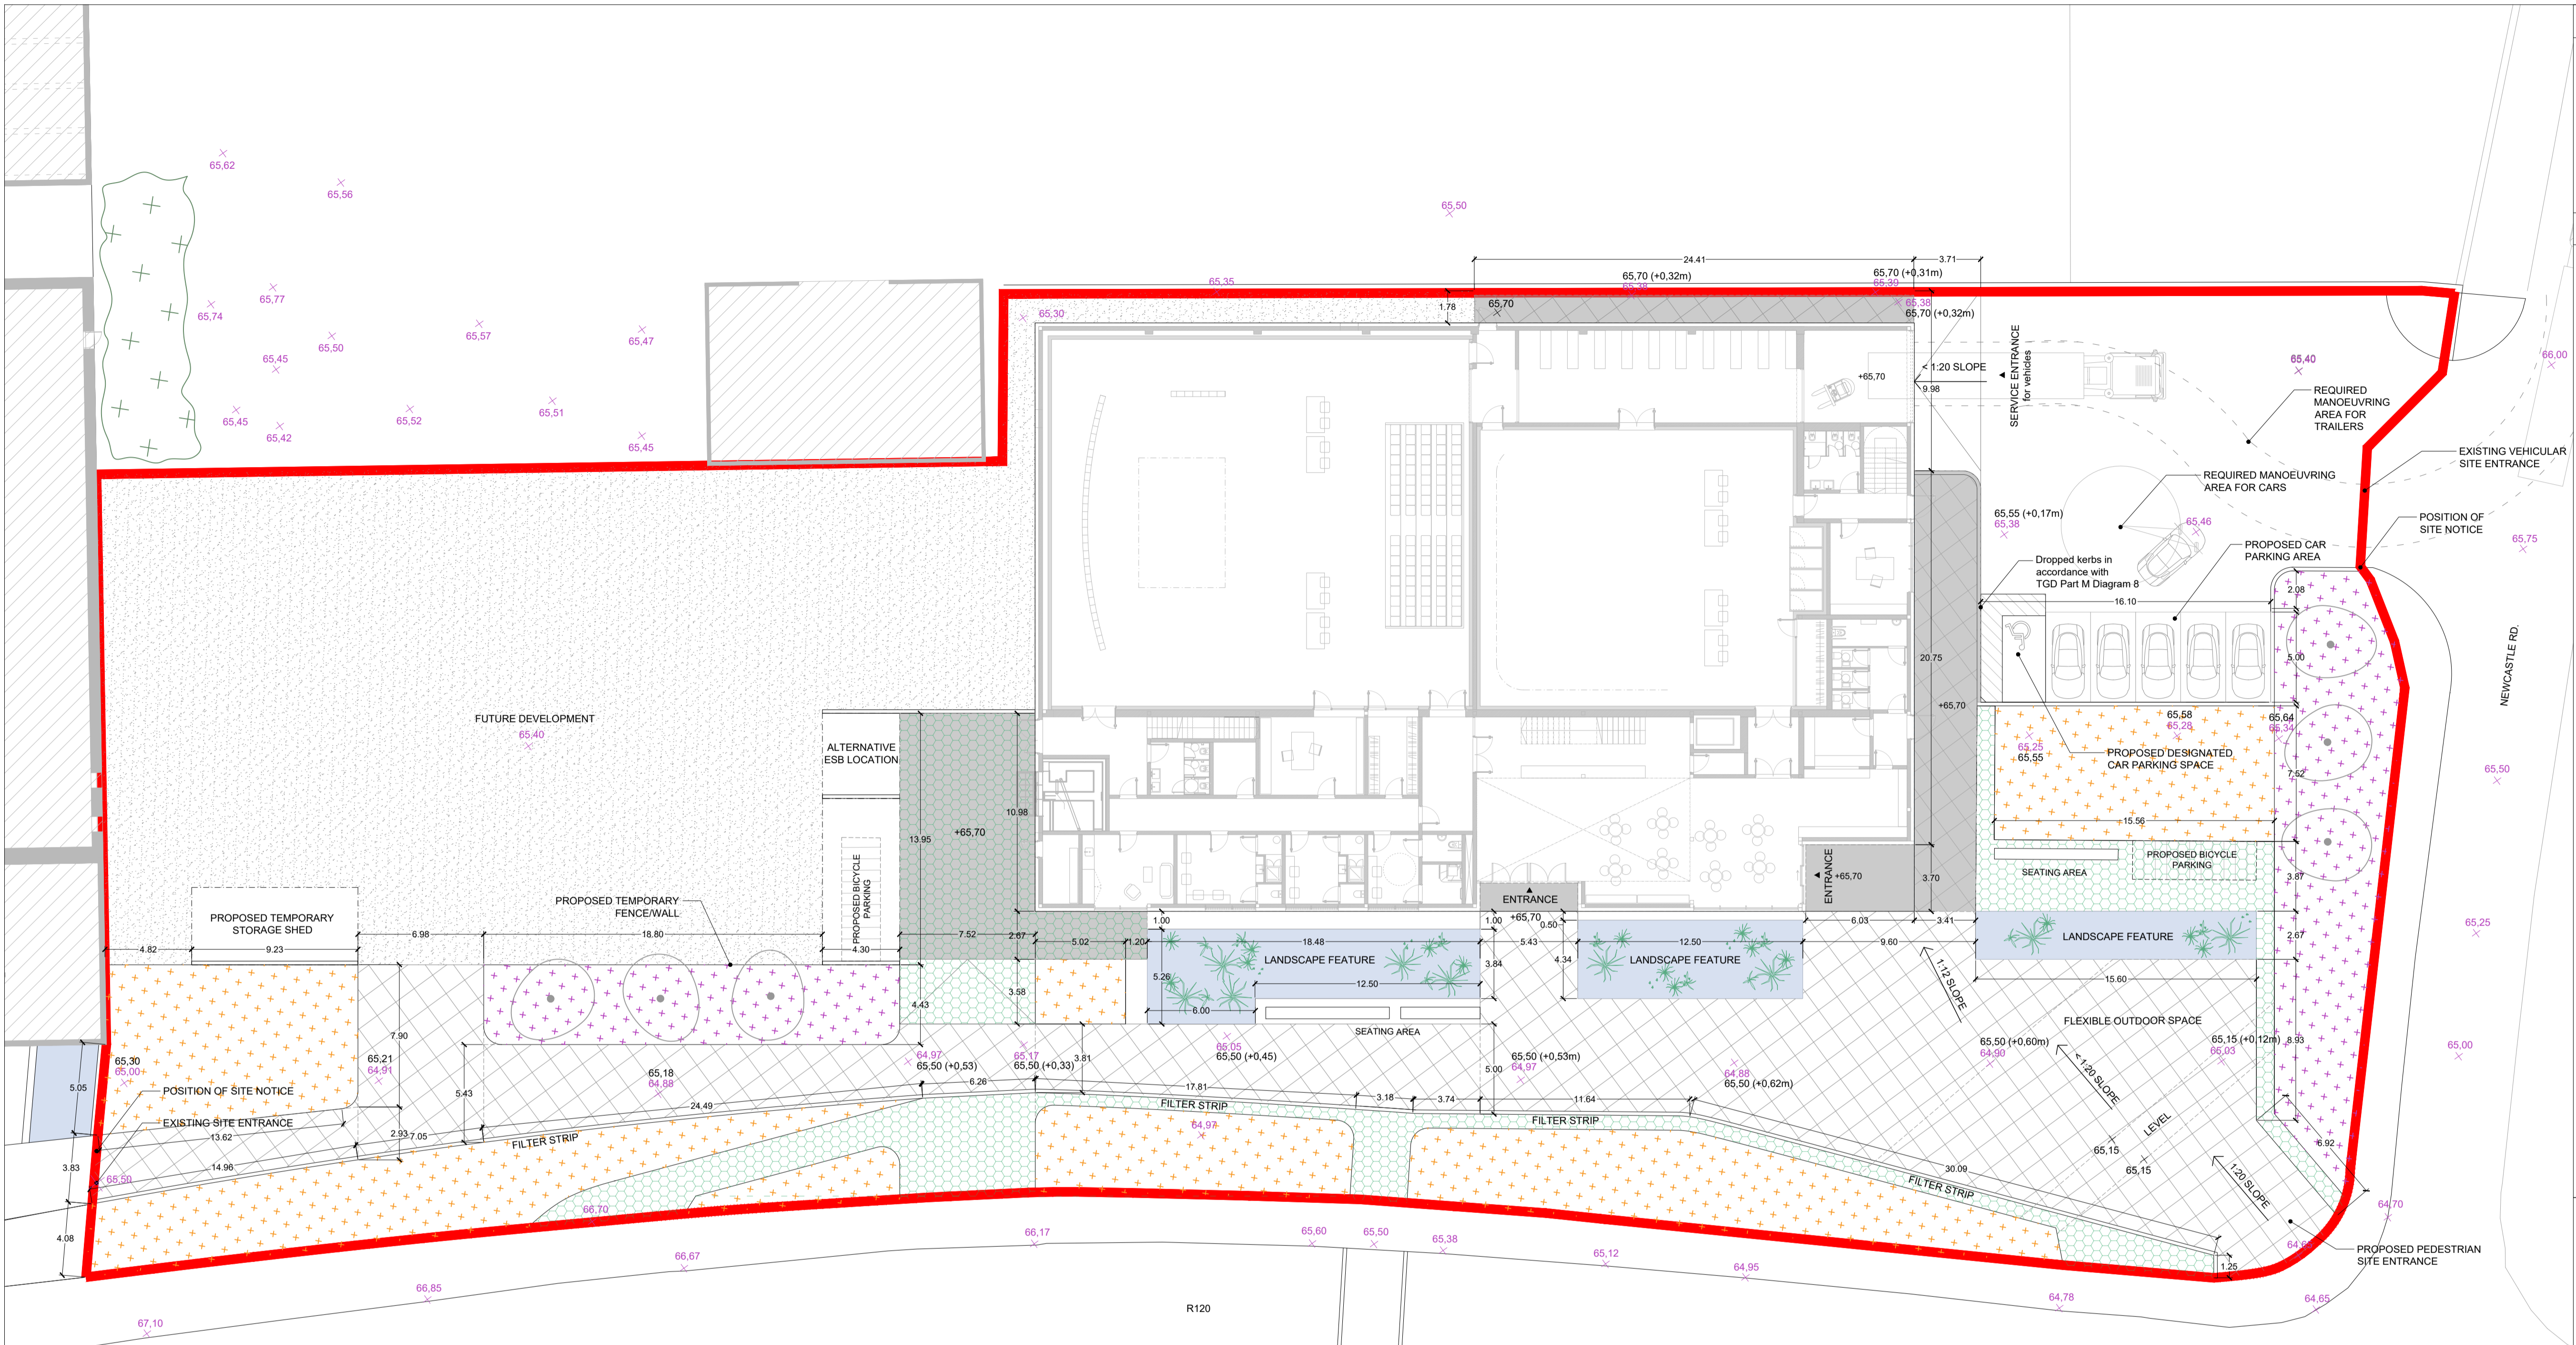 65,62
65,56
65,50
24.41
3.71
65,70 (+0,32m)
65,70 (+0,31m)
65,35
65,38
65,39
65,38
65,70 (+0,32m)
65,77
65,74
65,57
65,50
65,47
65,30
1.78
65,70
65,45
65,45
65,42
65,52
65,51
65,45
+65,70
< 1:20 SLOPE
9.98
SERVICE ENTRANCE
for vehicles
65,40
66,00
REQUIRED
MANOEUVRING
AREA FOR
TRAILERS
EXISTING VEHICULAR
SITE ENTRANCE
REQUIRED MANOEUVRING
AREA FOR CARS
65,55 (+0,17m)
65,38
65,46
POSITION OF
SITE NOTICE
65,75
PROPOSED CAR
PARKING AREA
Dropped kerbs in
accordance with
TGD Part M Diagram 8
16.10
2.08
5.00
20.75
+65,70
NEWCASTLE RD.
FUTURE DEVELOPMENT
65,40
ALTERNATIVE
ESB LOCATION
65,58
65,28
65,64
65,34
65,25
65,55
PROPOSED DESIGNATED
CAR PARKING SPACE
7.52
65,50
10.98
13.95
+65,70
15.56
PROPOSED BICYCLE
PARKING
PROPOSED BICYCLE
PARKING
SEATING AREA
3.87
ENTRANCE
+65,70
3.70
PROPOSED TEMPORARY
STORAGE SHED
PROPOSED TEMPORARY
FENCE/WALL
ENTRANCE
+65,70
1.00
1.00
0.50
6.03
3.41
4.82
9.23
6.98
18.80
4.30
7.52
2.67
5.02
1.20
18.48
5.43
12.50
9.60
LANDSCAPE FEATURE
LANDSCAPE FEATURE
LANDSCAPE FEATURE
2.67
65,25
5.26
3.84
4.34
12.50
6.00
3.58
4.43
1:12 SLOPE
15.60
FLEXIBLE OUTDOOR SPACE
SEATING AREA
7.90
5.43
3.81
5.00
65,30
65,00
65,21
64,91
65,18
64,88
64,97
65,50 (+0,53)
65,17
65,50 (+0,33)
65,05
65,50 (+0,45)
65,50 (+0,53m)
64,97
64,88
65,50 (+0,62m)
65,50 (+0,60m)
64,90
65,15 (+0,12m)
65,03
8.93
65,00
< 1:20 SLOPE
5.05
POSITION OF SITE NOTICE
EXISTING SITE ENTRANCE
13.62
2.93
7.05
24.49
6.26
17.81
3.18
3.74
11.64
FILTER STRIP
FILTER STRIP
FILTER STRIP
64,97
30.09
FILTER STRIP
LEVEL
65,15
65,15
6.92
1:20 SLOPE
3.83
14.96
65,50
4.08
66,70
66,17
65,60
65,50
65,38
66,67
65,12
64,95
64,70
PROPOSED PEDESTRIAN
SITE ENTRANCE
1.25
66,85
67,10
R120
64,78
64,65